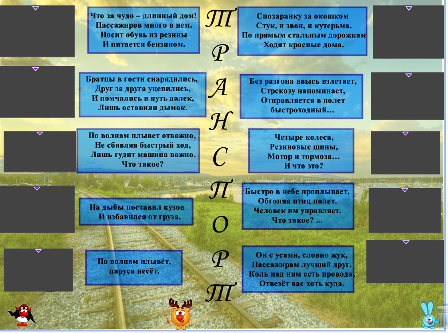 Что за чудо – длинный дом!
Пассажиров много в нем.
Носит обувь из резины
И питается бензином.
Братцы в гости снарядились,
Друг за друга уцепились,
И помчались в путь далек,
Лишь оставили дымок.
По волнам плывет отважно,
Не сбавляя быстрый ход,
Лишь гудит машина важно.
Что такое?
На дыбы поставил кузов
И избавился от груза.
По волнам плывёт,
паруса несёт.
ТРАНСПОРТ
Спозаранку за окошком
Стук, и звон, и кутерьма.
По прямым стальным дорожкам
Ходят красные дома.
Без разгона ввысь взлетает,
Стрекозу напоминает,
Отправляется в полет
быстроходный…
Четыре колеса,
Резиновые шины,
Мотор и тормоза…
И что это?
Быстро в небе проплывает,
Обгоняя птиц полет.
Человек им управляет.
Что такое? …
Он с усами, словно жук,
Пассажирам лучший друг.
Коль над ним есть провода,
Отвезёт вас хоть куда.